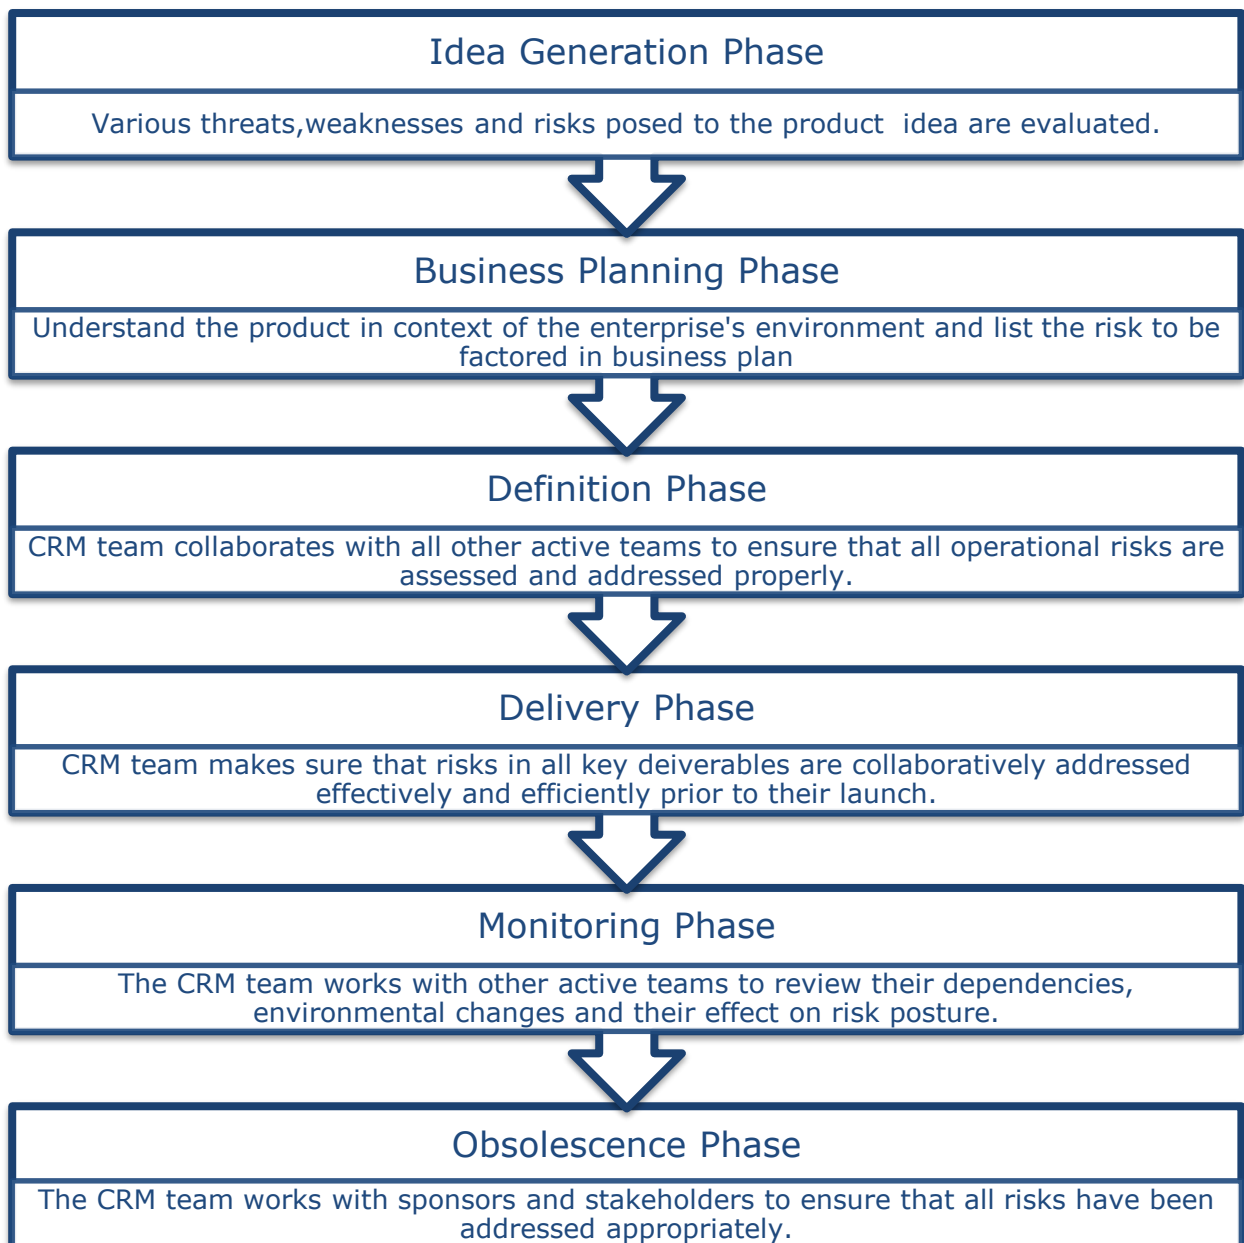 Idea Generation Phase
Various threats,weaknesses and risks posed to the product  idea are evaluated.
Business Planning Phase
Understand the product in context of the enterprise's environment and list the risk to be
factored in business plan
Definition Phase
CRM team collaborates with all other active teams to ensure that all operational risks are
assessed and addressed properly.
Delivery Phase
CRM team makes sure that risks in all key deiverables are collaboratively addressed
effectively and efficiently prior to their launch.
Monitoring Phase
The CRM team works with other active teams to review their dependencies,
environmental changes and their effect on risk posture.
Obsolescence Phase
The CRM team works with sponsors and stakeholders to ensure that all risks have been
addressed appropriately.